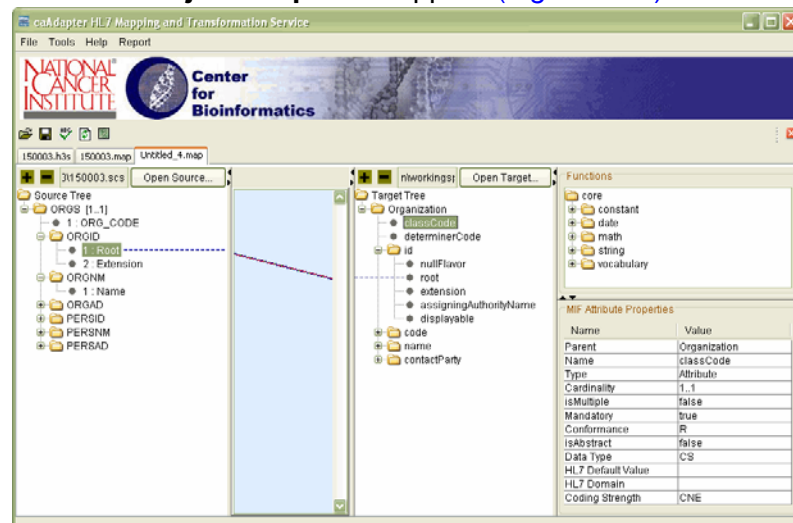 caAdapter HL7 Mapping and Transformation Service
File Tools Help Report
NATIONAL
CANCER
INSTITUTE
Center
for
Bioinformatics
150003.h3s 150003.map Untitled_4.map
150003.scs Open Source...
Open Target...
Functions
Source Tree
ORGS [1..1]
1 : ORG_CODE
ORGID
1 : Root
2 : Extension
ORGNM
1 : Name
ORGAD
PERSID
PERSNM
PERSAD
Target Tree
Organization
classCode
determinerCode
id
nullFlavor
root
extension
assigningAuthorityName
displayable
code
name
contactParty
core
constant
date
math
string
vocabulary
MIF Attribute Properties
Name Value
Parent Organization
Name classCode
Type Attribute
Cardinality 1..1
isMultiple false
Mandatory true
Conformance R
isAbstract false
Data Type CS
HL7 Default Value
HL7 Domain
Coding Strength CNE